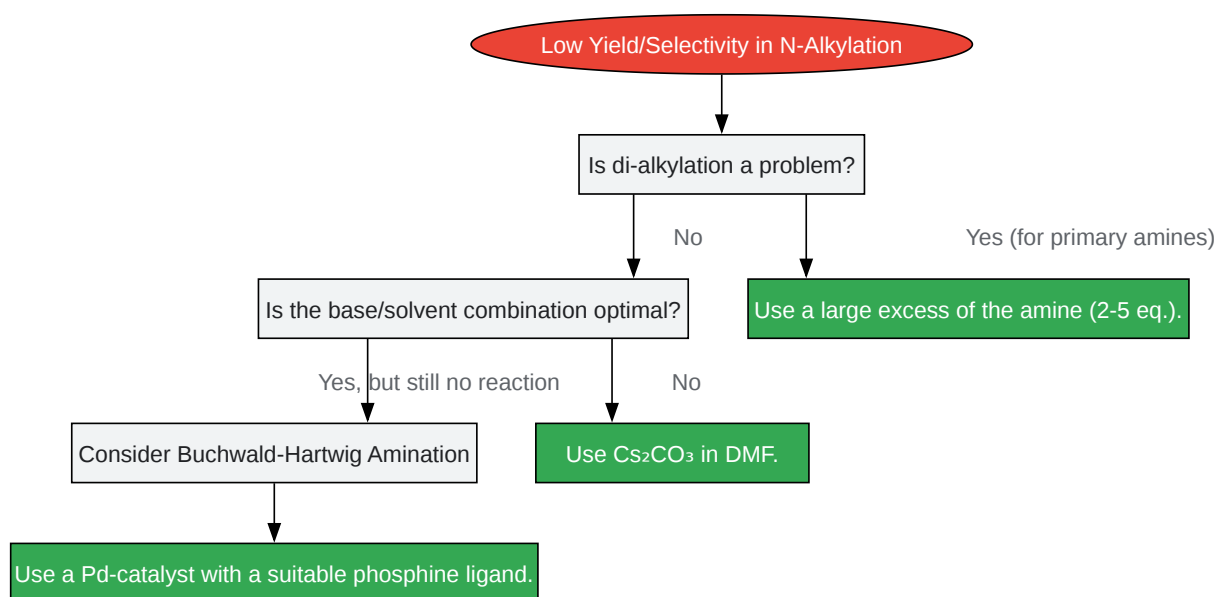 Low Yield/Selectivity in N-Alkylation
Is di-alkylation a problem?
No
Yes (for primary amines)
Is the base/solvent combination optimal?
Use a large excess of the amine (2-5 eq.).
Yes, but still no reaction
No
Consider Buchwald-Hartwig Amination
Use Cs₂CO₃ in DMF.
Use a Pd-catalyst with a suitable phosphine ligand.